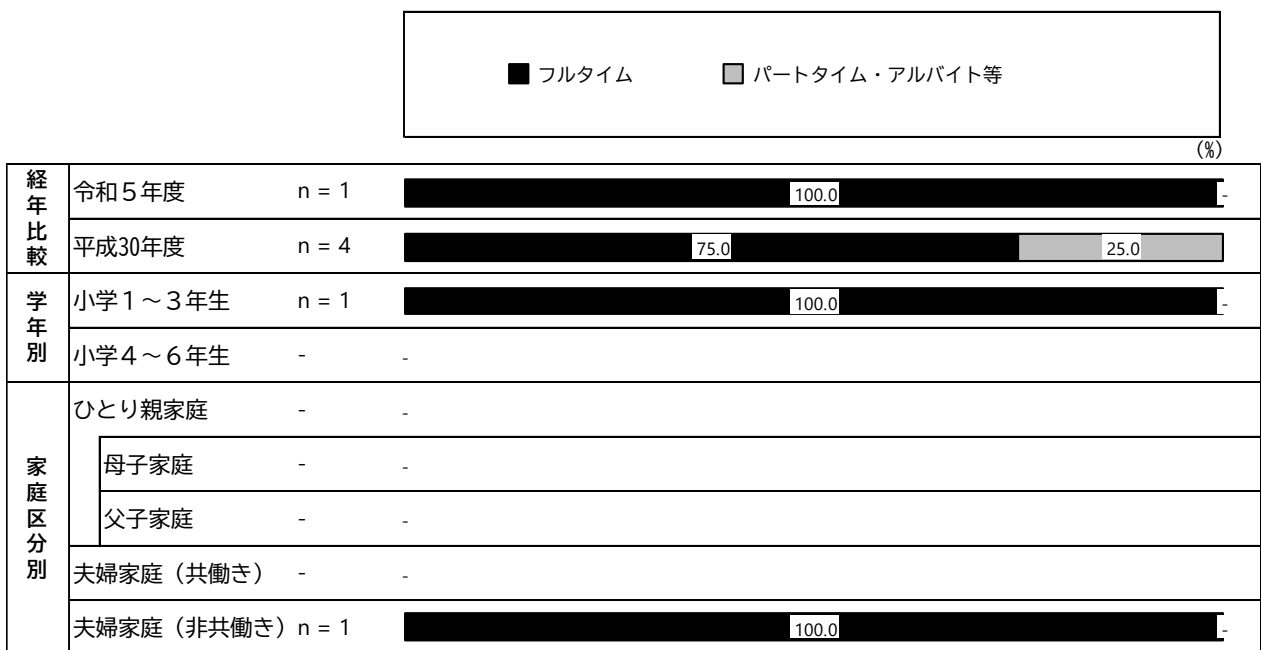 フルタイム パートタイム・アルバイト等
(%)
経年比較
令和５年度 n = 1 100.0 -
平成30年度 n = 4 75.0 25.0
学年別
小学１～３年生 n = 1 100.0 -
小学４～６年生 - -
家庭区分別
ひとり親家庭 - -
母子家庭 - -
父子家庭 - -
夫婦家庭（共働き） - -
夫婦家庭（非共働き） n = 1 100.0 -